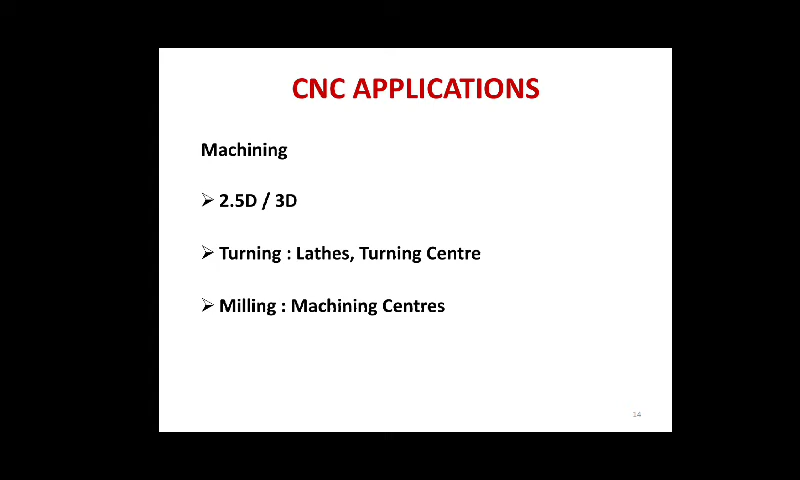 CNC APPLICATIONS
Machining
➢ 2.5D / 3D
➢ Turning : Lathes, Turning Centre
➢ Milling : Machining Centres
14